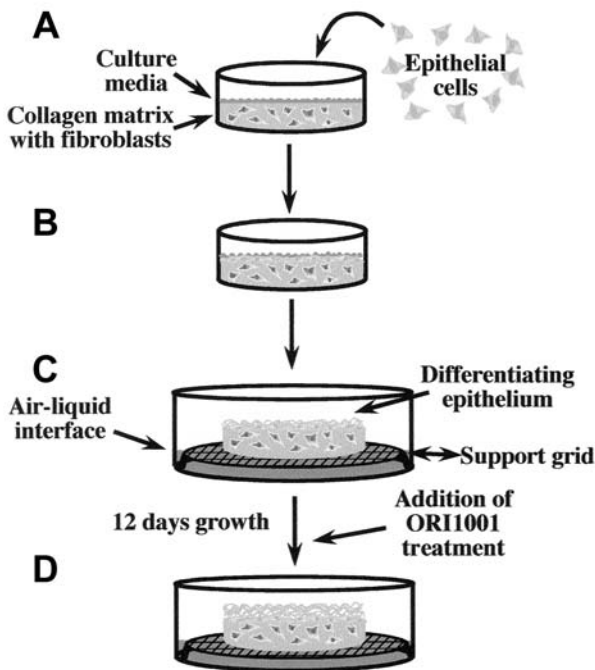 A
Culture
media
Epithelial
cells
Collagen matrix
with fibroblasts
B
C
Differentiating
epithelium
Air-liquid
interface
Support grid
12 days growth
Addition of
ORI1001
treatment
D